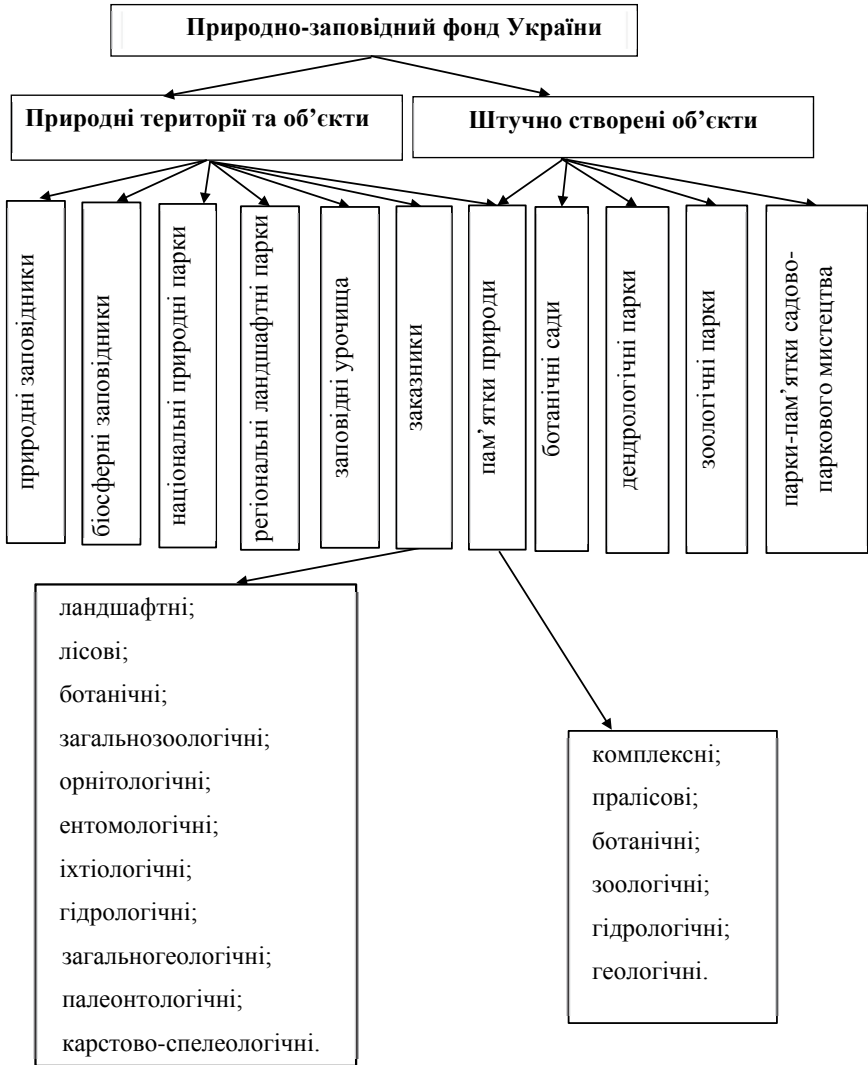 Природно-заповідний фонд України
Природні території та об’єкти
Штучно створені об’єкти
природні заповідники
біосферні заповідники
національні природні парки
регіональні ландшафтні парки
заповідні урочища
заказники
пам’ятки природи
ботанічні сади
дендрологічні парки
зоологічні парки
парки-пам’ятки садово-
паркового мистецтва
ландшафтні;
лісові;
ботанічні;
загальнозоологічні;
орнітологічні;
ентомологічні;
іхтіологічні;
гідрологічні;
загальногеологічні;
палеонтологічні;
карстово-спелеологічні.
комплексні;
пралісові;
ботанічні;
зоологічні;
гідрологічні;
геологічні.